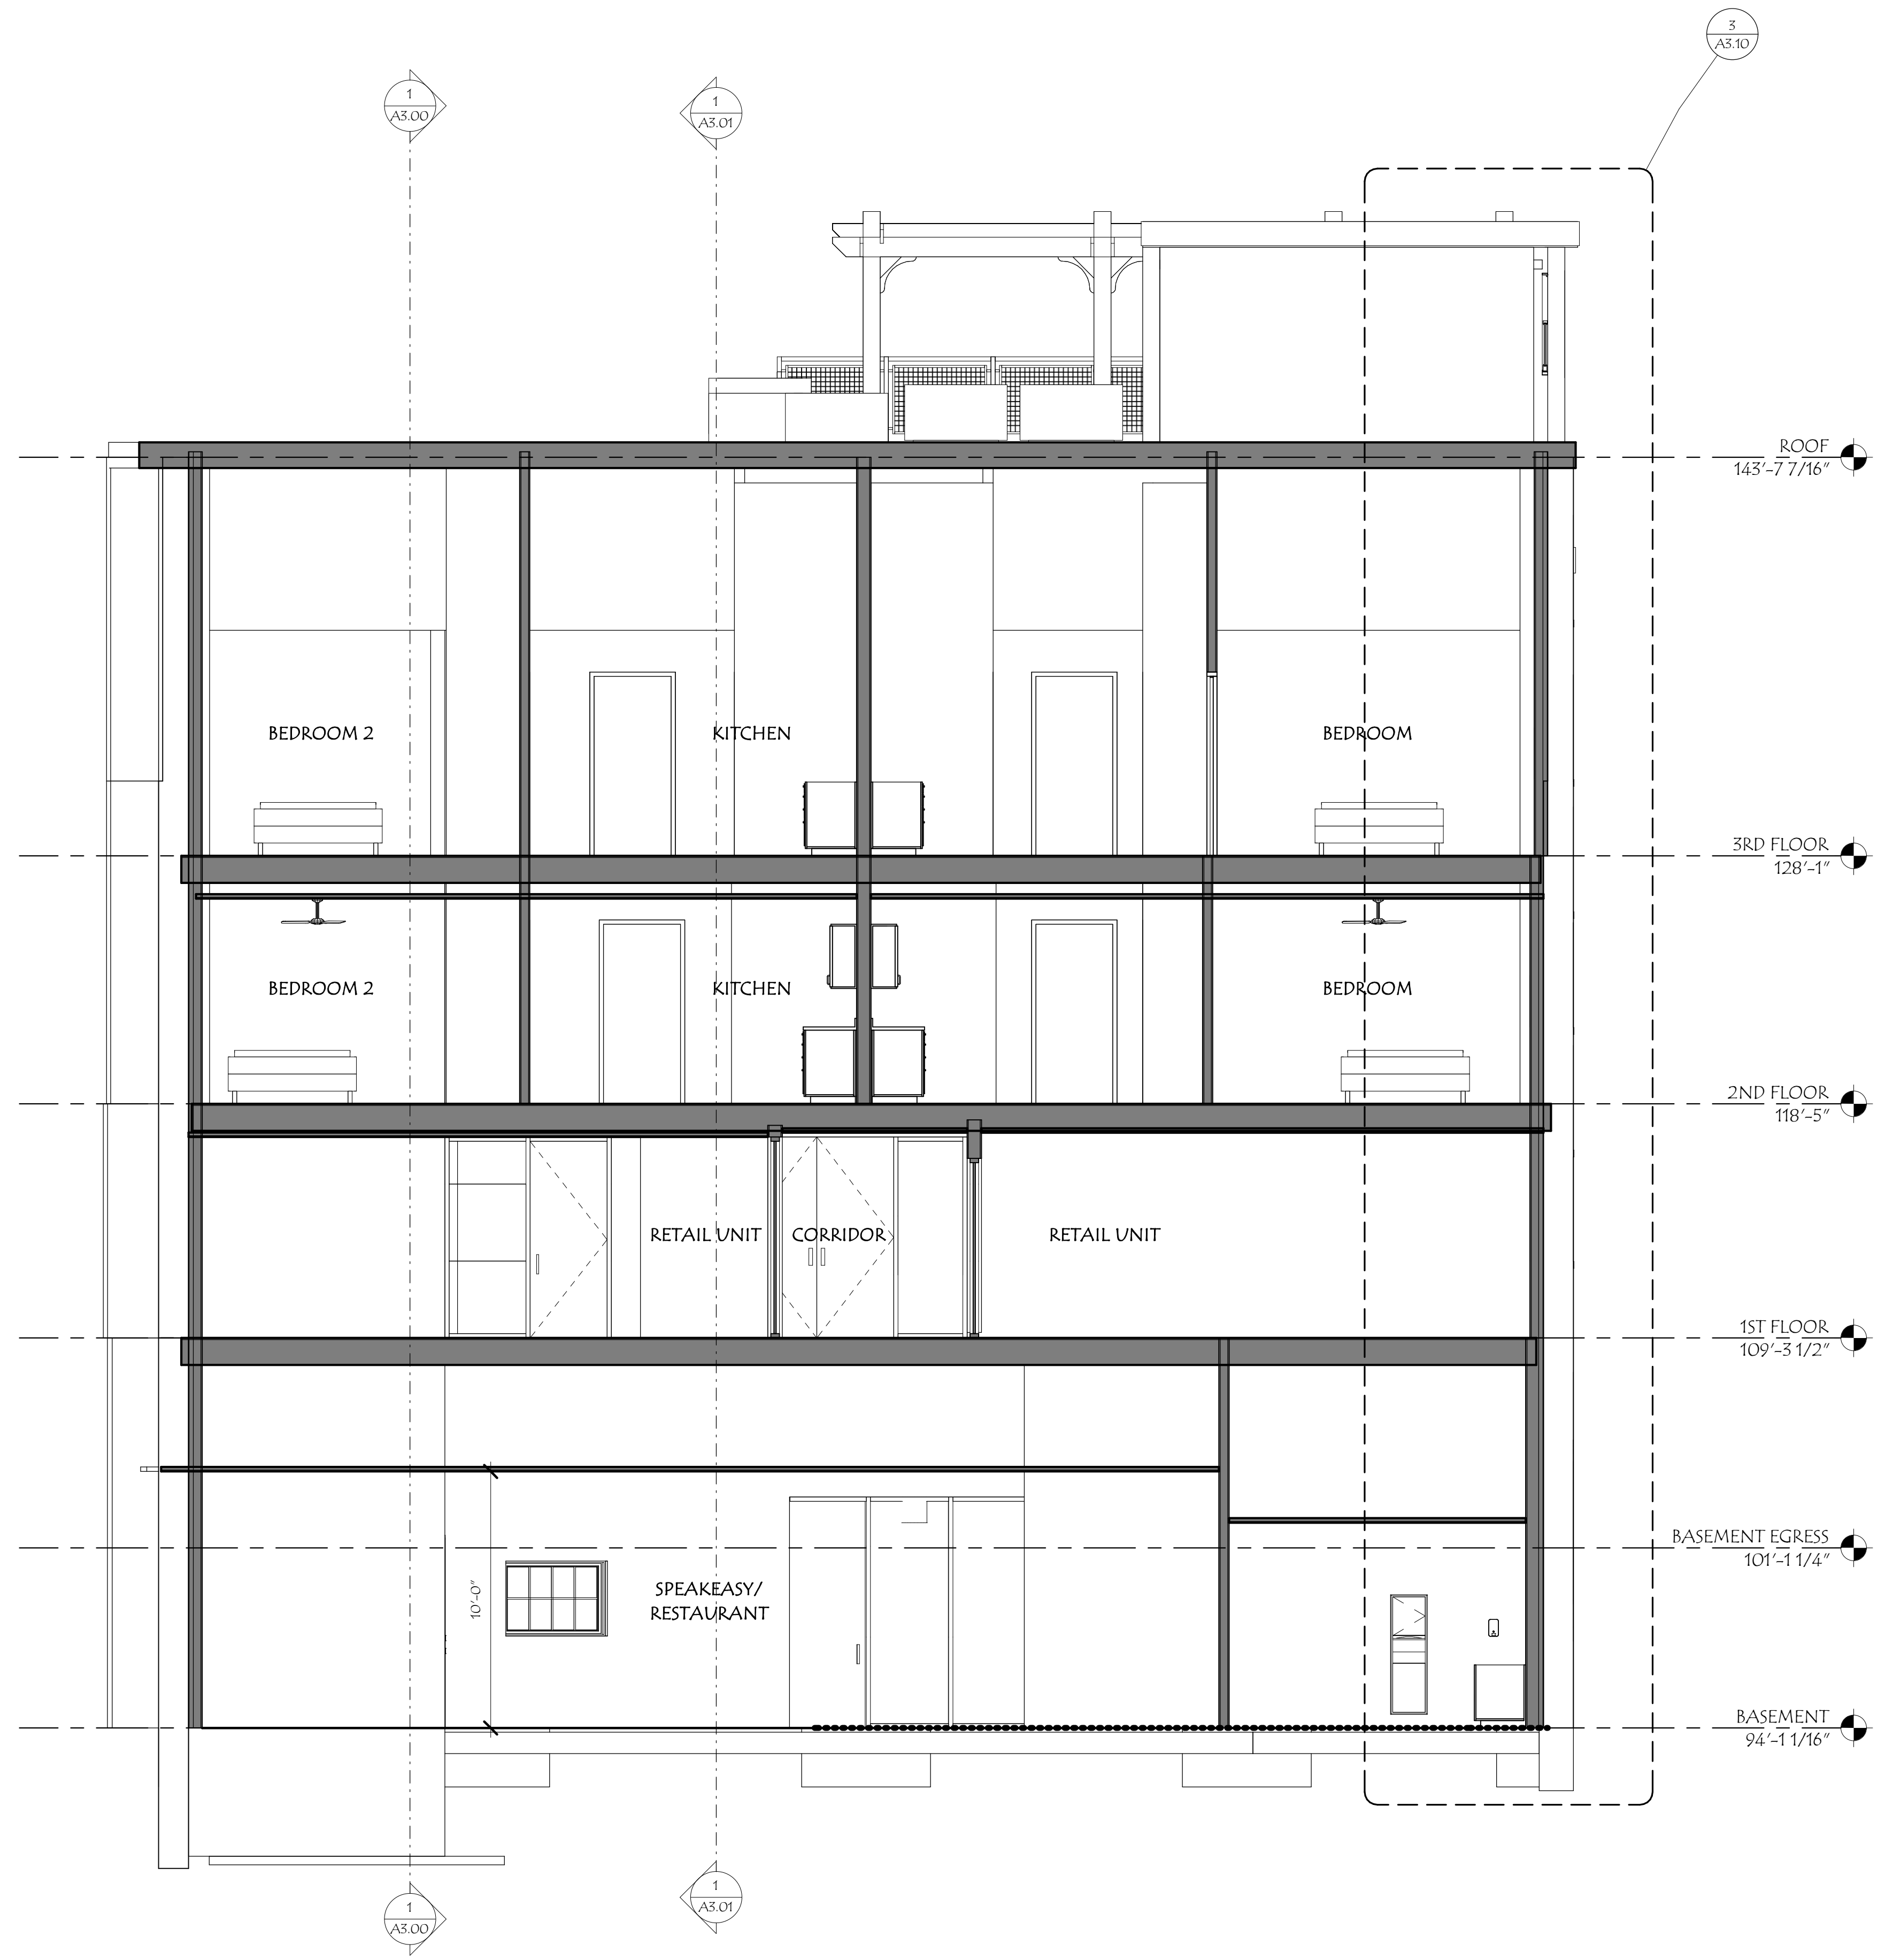 3
A3.10
1
A3.00
1
A3.01
ROOF
143'-7 7/16"
BEDROOM 2
KITCHEN
BEDROOM
3RD FLOOR
128'-1"
BEDROOM 2
KITCHEN
BEDROOM
2ND FLOOR
118'-5"
RETAIL UNIT
CORRIDOR
RETAIL UNIT
1ST FLOOR
109'-3 1/2"
BASEMENT EGRESS
101'-1 1/4"
10'-0"
SPEAKEASY/
RESTAURANT
BASEMENT
94'-1 1/16"
1
A3.00
1
A3.01